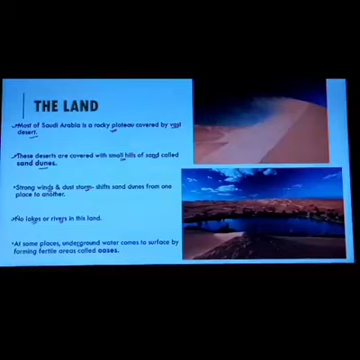 THE LAND
Most of Saudi Arabia is a rocky plateau covered by vast
desert.
These deserts are covered with small hills of sand called
sand dunes.
•Strong winds & dust storm- shifts sand dunes from one
place to another.
No lakes or rivers in this land.
•At some places, underground water comes to surface by
forming fertile areas called oases.